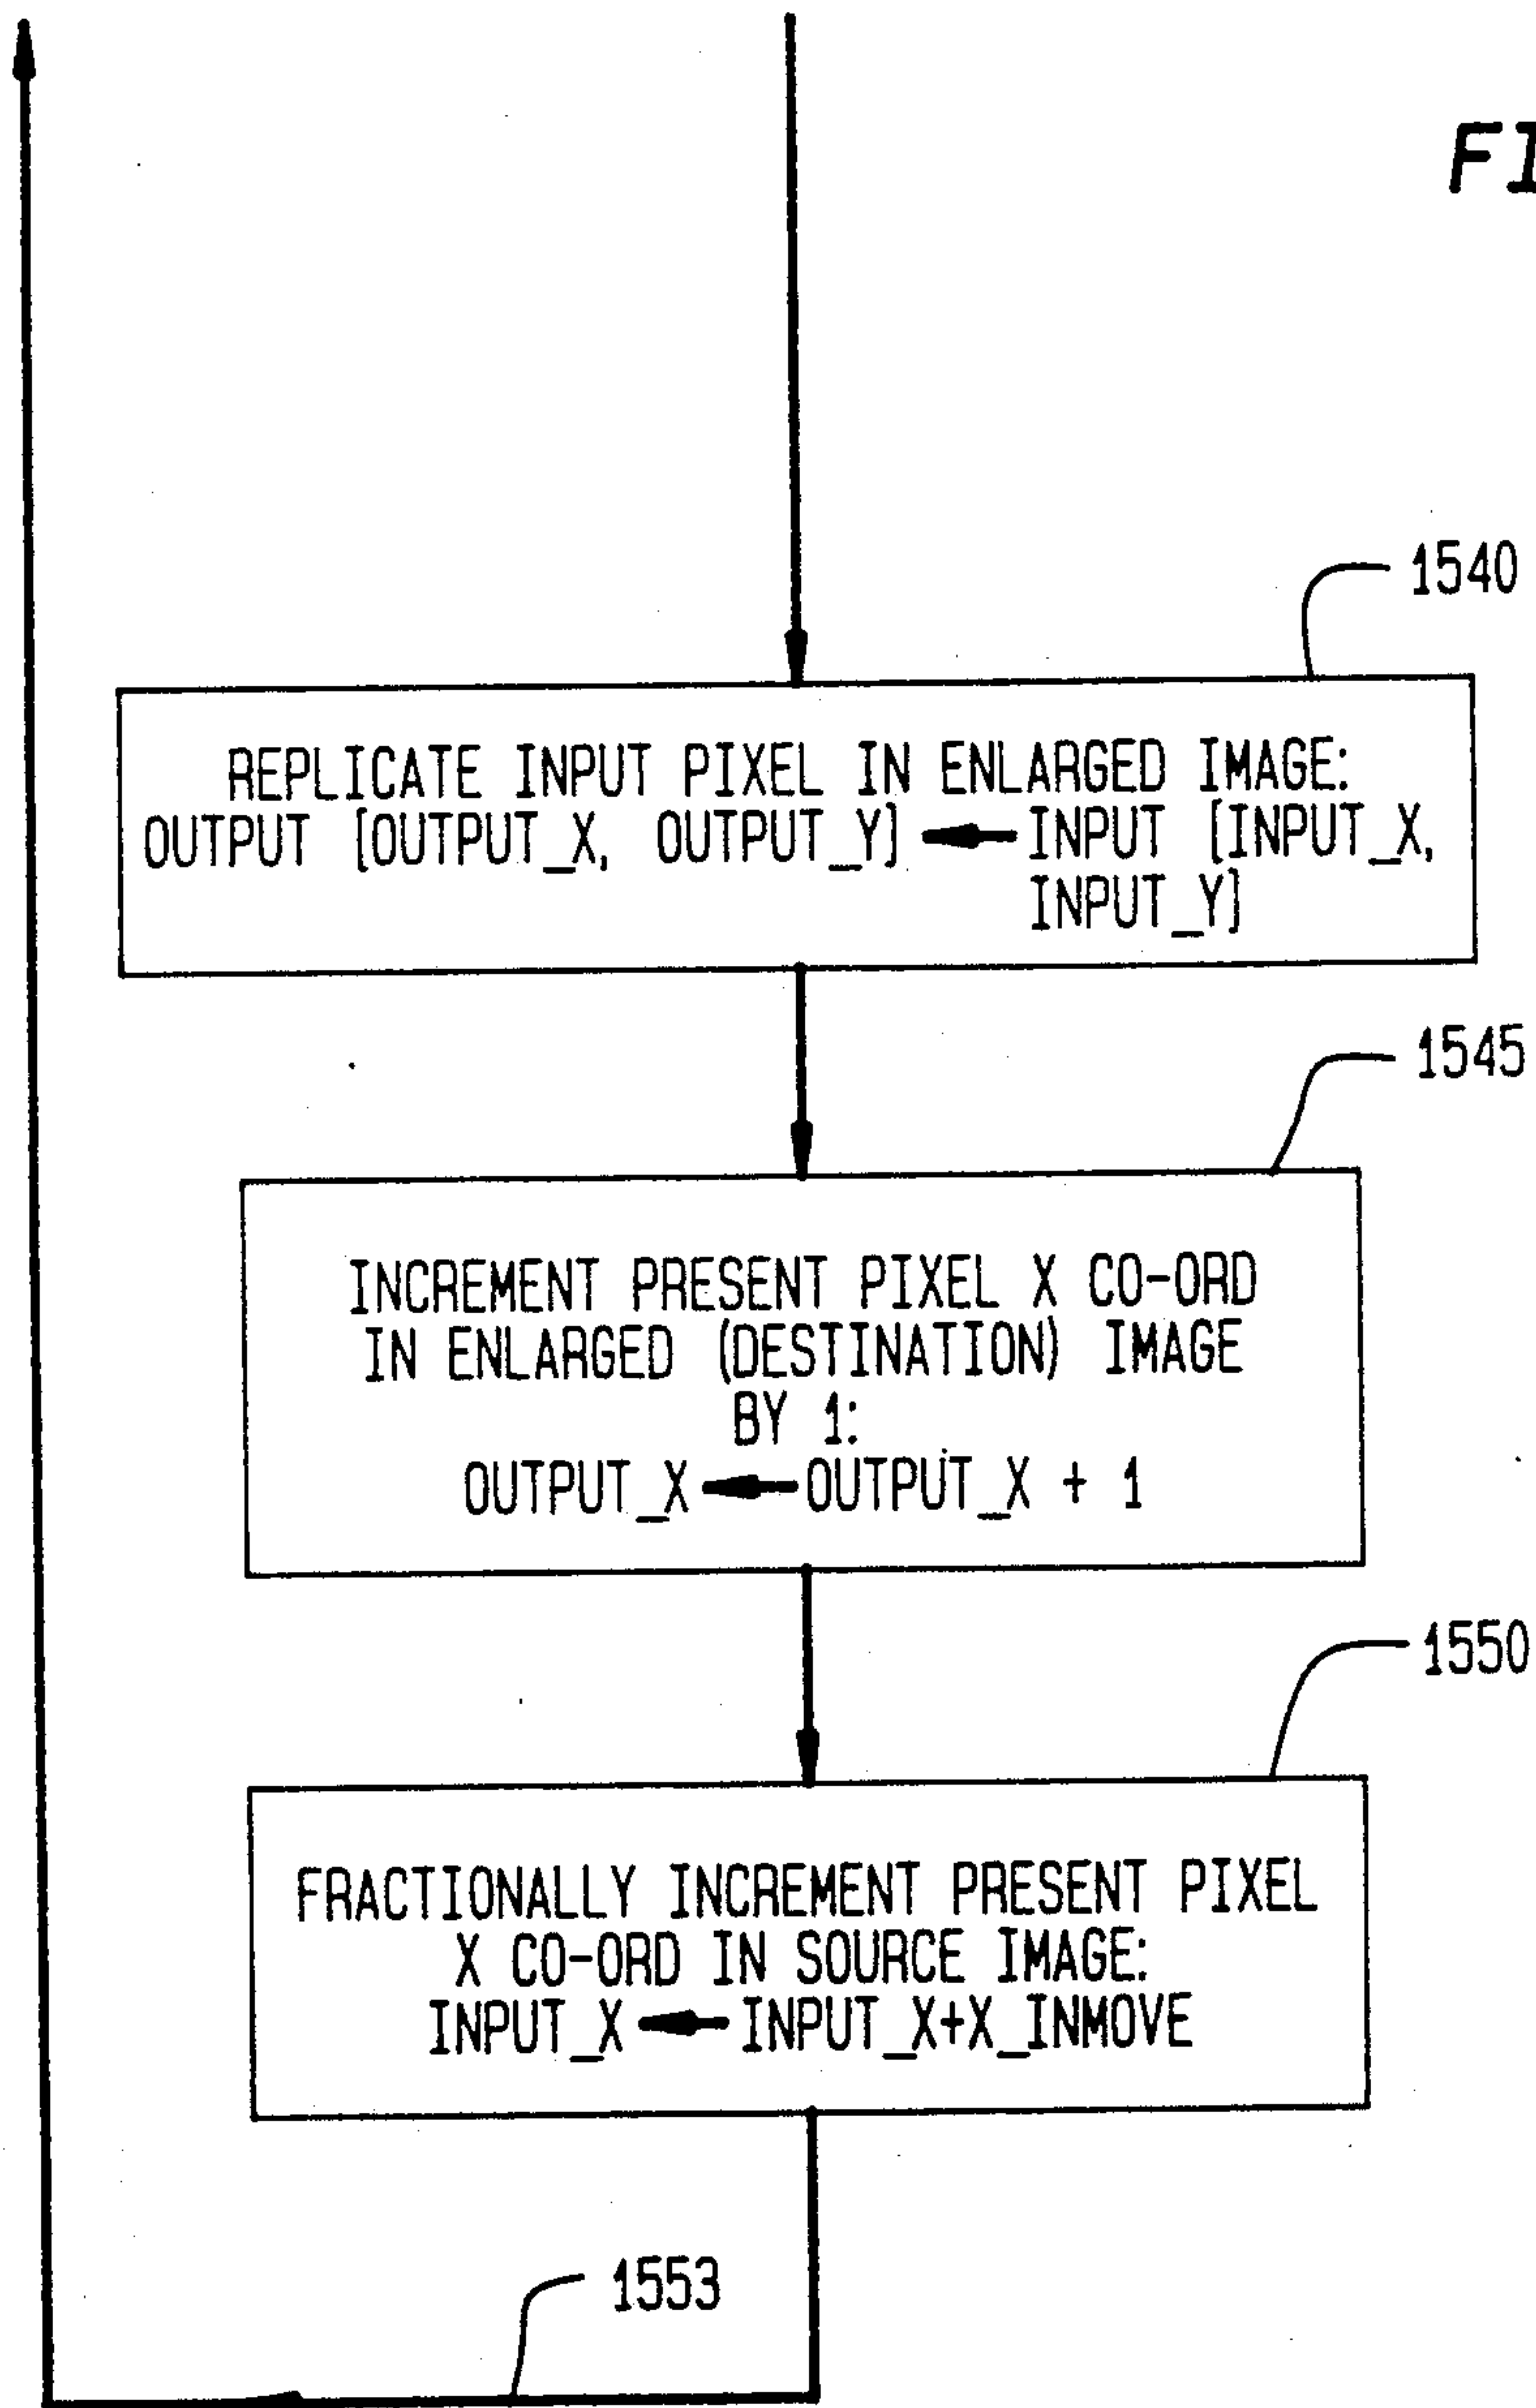 FI
1540
REPLICATE INPUT PIXEL IN ENLARGED IMAGE:
OUTPUT [OUTPUT_X, OUTPUT_Y] ← INPUT [INPUT_X,
INPUT_Y]
1545
INCREMENT PRESENT PIXEL X CO-ORD
IN ENLARGED (DESTINATION) IMAGE
BY 1:
OUTPUT_X ← OUTPUT_X + 1
1550
FRACTIONALLY INCREMENT PRESENT PIXEL
X CO-ORD IN SOURCE IMAGE:
INPUT_X ← INPUT_X+X_INMOVE
1553